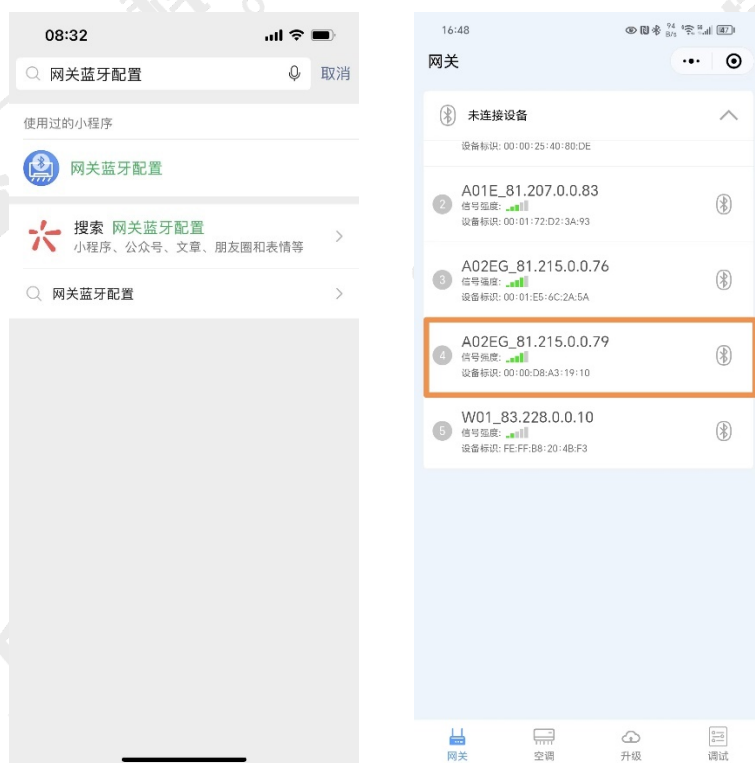 08:32
网关蓝牙配置
取消
使用过的小程序
网关蓝牙配置
搜索 网关蓝牙配置
小程序、公众号、文章、朋友圈和表情等
网关蓝牙配置
16:48
94 B/s
47
网关
未连接设备
设备标识: 00:00:25:40:80:DE
2
A01E_81.207.0.0.83
信号强度:
设备标识: 00:01:72:D2:3A:93
3
A02EG_81.215.0.0.76
信号强度:
设备标识: 00:01:E5:6C:2A:5A
4
A02EG_81.215.0.0.79
信号强度:
设备标识: 00:00:D8:A3:19:10
5
W01_83.228.0.0.10
信号强度:
设备标识: FE:FF:B8:20:4B:F3
网关
空调
升级
调试